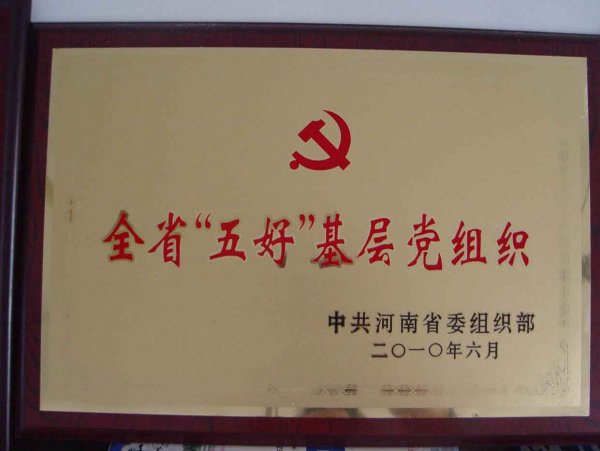 全省“五好”基层党组织
中共河南省委组织部
二〇一〇年六月